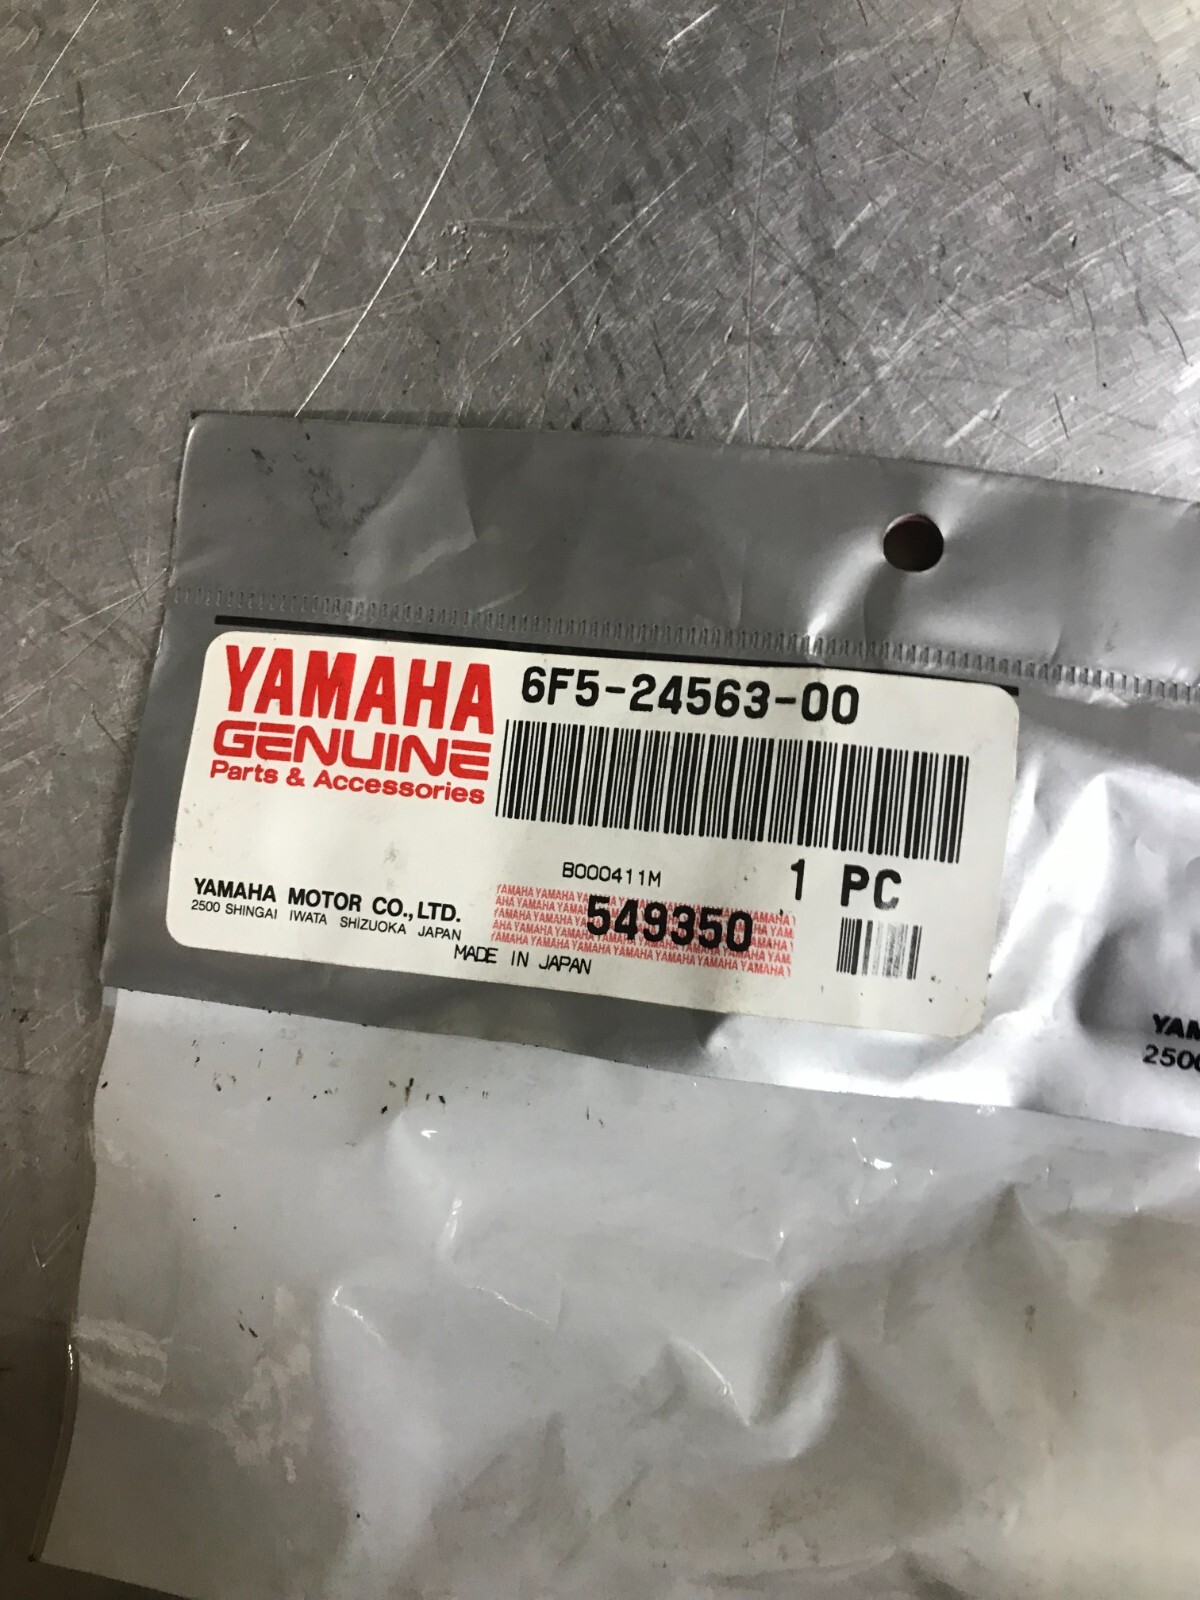 YAMAHA
GENUINE
Parts & Accessories
6F5-24563-00
B000411M
1 PC
YAMAHA MOTOR CO.,LTD.
2500 SHINGAI IWATA SHIZUOKA JAPAN
549350
MADE IN JAPAN
YAM
250